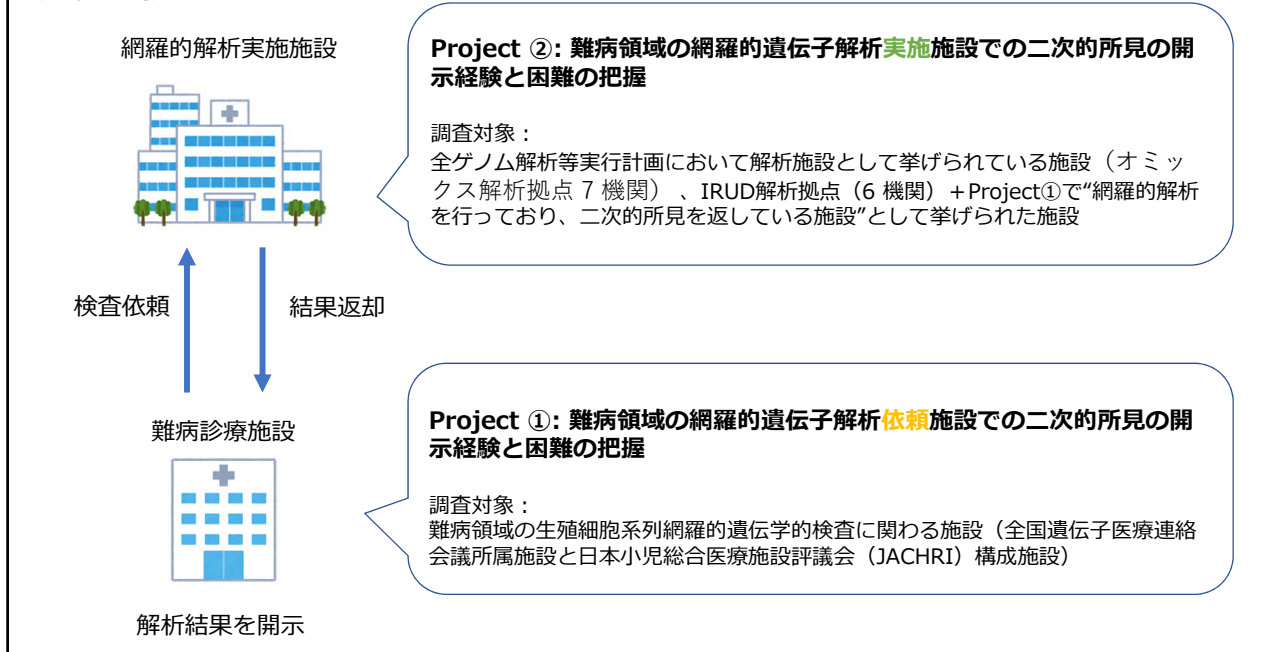 網羅的解析実施施設
Project ②: 難病領域の網羅的遺伝子解析実施施設での二次的所見の開
示経験と困難の把握
調査対象：
全ゲノム解析等実行計画において解析施設として挙げられている施設（オミッ
クス解析拠点７機関）、IRUD解析拠点（6 機関）＋Project①で“網羅的解析
を行っており、二次的所見を返している施設”として挙げられた施設
検査依頼
結果返却
難病診療施設
Project ①: 難病領域の網羅的遺伝子解析依頼施設での二次的所見の開
示経験と困難の把握
調査対象：
難病領域の生殖細胞系列網羅的遺伝学的検査に関わる施設（全国遺伝子医療連絡
会議所属施設と日本小児総合医療施設評議会（JACHRI）構成施設）
解析結果を開示